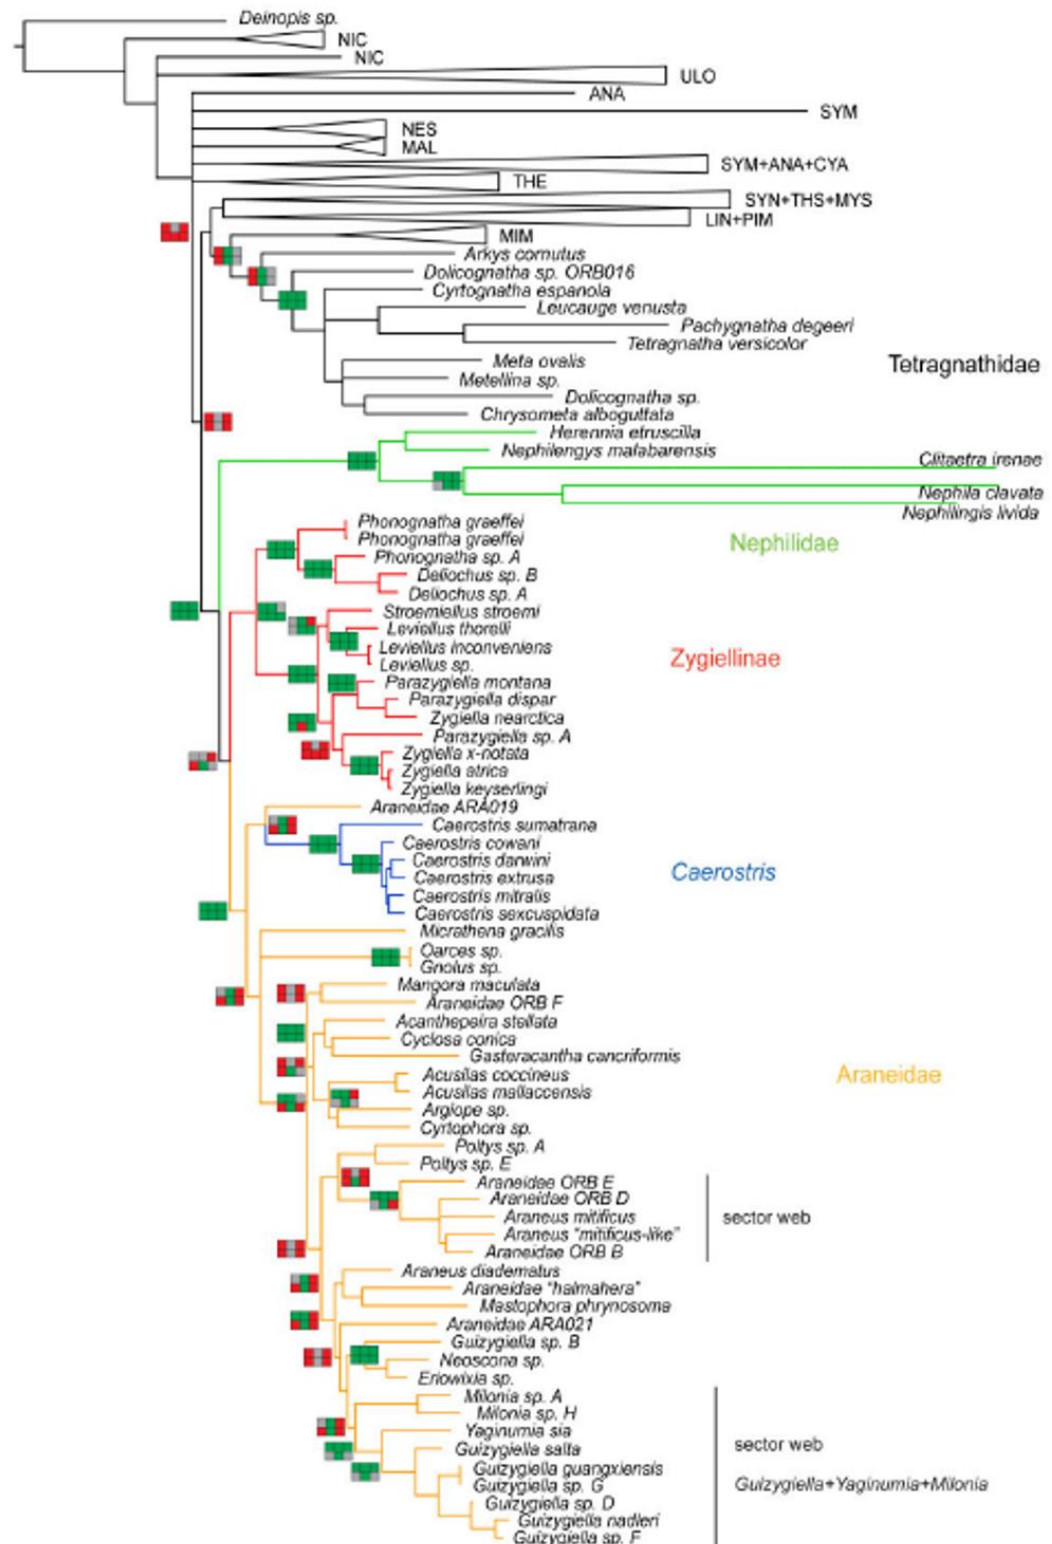 Deinopis sp.
NIC
NIC
ULO
ANA
SYM
NES
MAL
SYM+ANA+CYA
THE
SYN+THS+MYS
LIN+PIM
MIM
Arkys cornutus
Dolicognatha sp. ORB016
Cyrtognatha espanola
Leucauge venusta
Pachygnatha degeeri
Tetragnatha versicolor
Meta ovalis
Tetragnathidae
Metellina sp.
Dolicognatha sp.
Chrysometa alboguttata
Herennia etruscilla
Nephilengys malabarensis
Clitaetra irenae
Nephila clavata
Nephilingis livida
Phonognatha graeffei
Phonognatha graeffei
Nephilidae
Phonognatha sp. A
Deliochus sp. B
Deliochus sp. A
Stroemiellus stroemi
Leviellus thorelli
Leviellus inconveniens
Zygiellinae
Leviellus sp.
Parazygiella montana
Parazygiella dispar
Zygiella nearctica
Parazygiella sp. A
Zygiella x-notata
Zygiella atrica
Zygiella keyserlingi
Araneidae ARA019
Caerostris sumatrana
Caerostris cowani
Caerostris darwini
Caerostris
Caerostris extrusa
Caerostris mitralis
Caerostris sexcuspidata
Micrathena gracilis
Oarces sp.
Gnolus sp.
Mangora maculata
Araneidae ORB F
Acanthepeira stellata
Cyclosa conica
Gasteracantha cancriformis
Acusilas coccineus
Araneidae
Acusilas mallaccensis
Argiope sp.
Cyrtophora sp.
Poltys sp. A
Poltys sp. E
Araneidae ORB E
Araneidae ORB D
Araneus mitificus
sector web
Araneus "mitificus-like"
Araneidae ORB B
Araneus diadematus
Araneidae "halmahera"
Mastophora phrynosoma
Araneidae ARA021
Guizygiella sp. B
Neoscona sp.
Eriowixia sp.
Milonia sp. A
Milonia sp. H
Yaginumia sia
sector web
Guizygiella salta
Guizygiella guangxiensis
Guizygiella sp. G
Guizygiella+Yaginumia+Milonia
Guizygiella sp. D
Guizygiella nadleri
Guizygiella sp. F